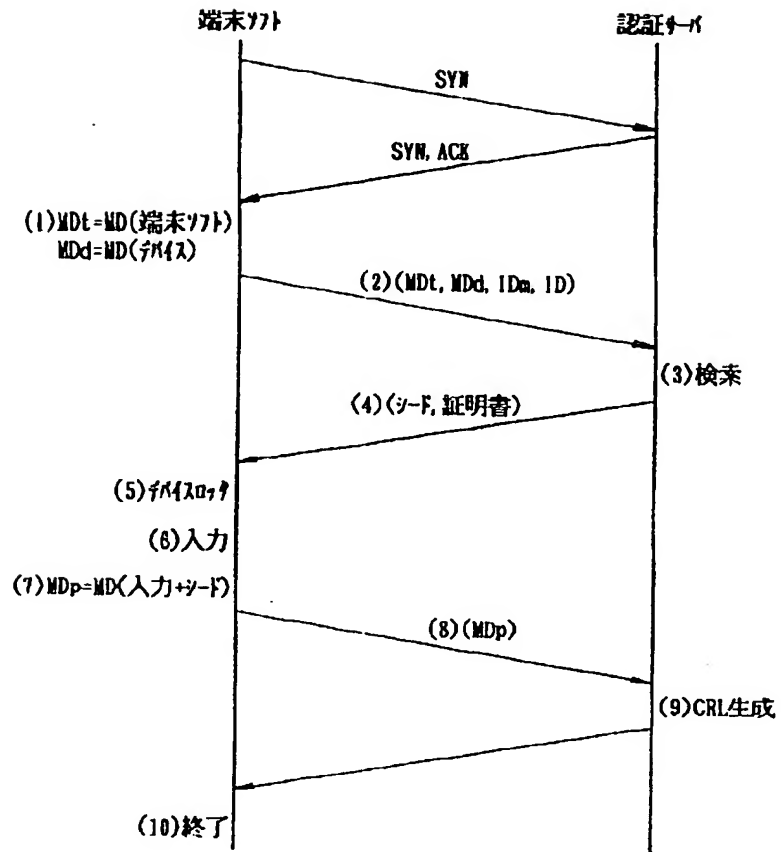 端末ソフト
認証サーバ
SYN
SYN, ACK
(1)MDt=MD(端末ソフト)
MDd=MD(デバイス)
(2)(MDt, MDd, IDm, ID)
(3)検索
(4)(シード, 証明書)
(5)デバイスロック
(6)入力
(7)MDp=MD(入力+シード)
(8)(MDp)
(9)CRL生成
(10)終了